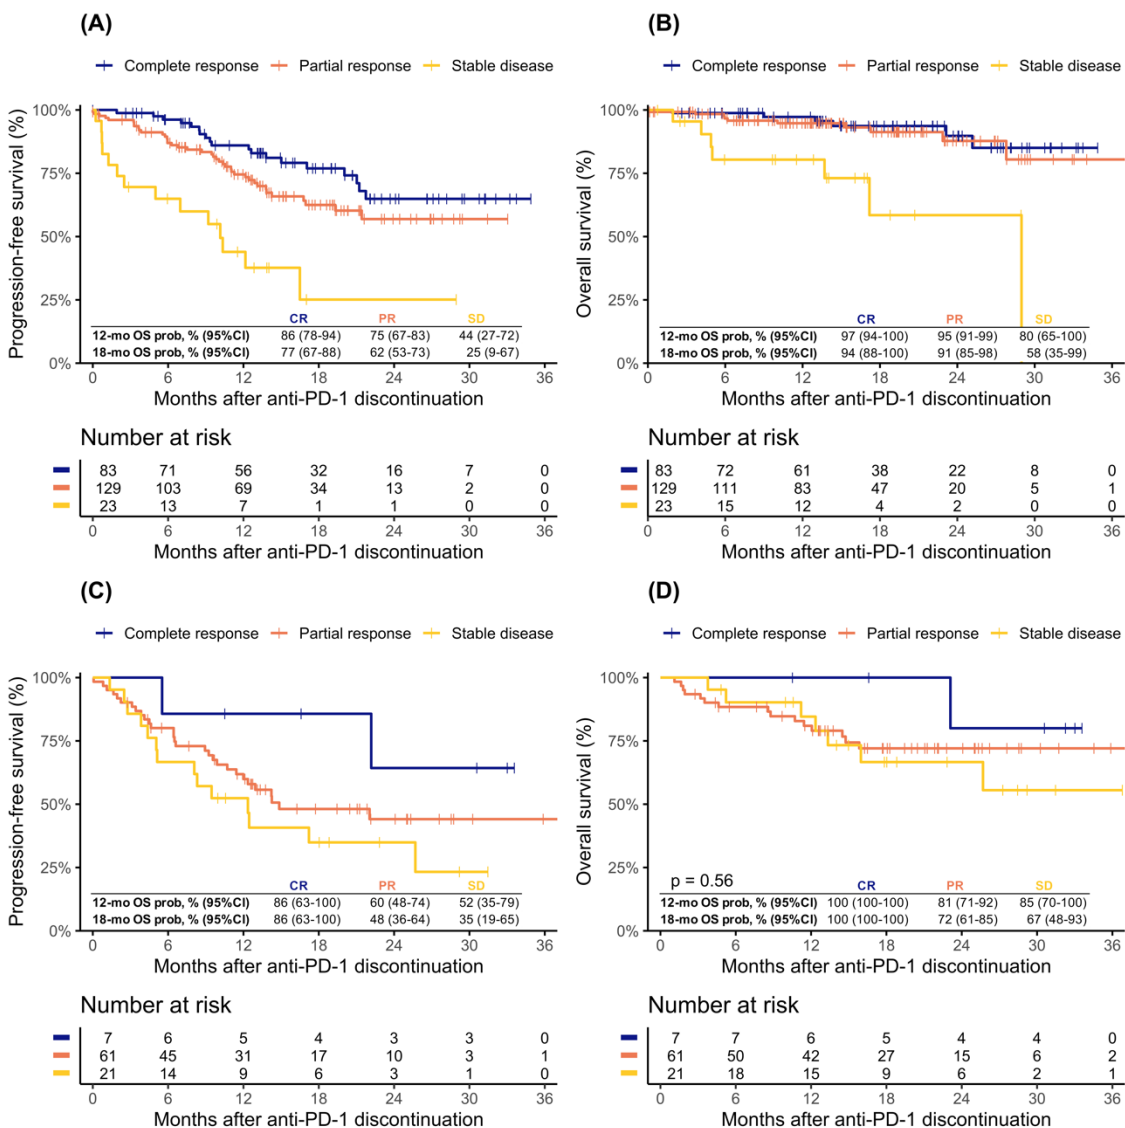 (A)
Complete response Partial response Stable disease
Progression-free survival (%)
100%
75%
50%
25%
0%
CR PR SD
12-mo OS prob, % (95%CI) 86 (78-94) 75 (67-83) 44 (27-72)
18-mo OS prob, % (95%CI) 77 (67-88) 62 (53-73) 25 (9-67)
0 6 12 18 24 30 36
Months after anti-PD-1 discontinuation
Number at risk
83 71 56 32 16 7 0
129 103 69 34 13 2 0
23 13 7 1 1 0 0
0 6 12 18 24 30 36
Months after anti-PD-1 discontinuation
(B)
Complete response Partial response Stable disease
Overall survival (%)
100%
75%
50%
25%
0%
CR PR SD
12-mo OS prob, % (95%CI) 97 (94-100) 95 (91-99) 80 (65-100)
18-mo OS prob, % (95%CI) 94 (88-100) 91 (85-98) 58 (35-99)
0 6 12 18 24 30 36
Months after anti-PD-1 discontinuation
Number at risk
83 72 61 38 22 8 0
129 111 83 47 20 5 1
23 15 12 4 2 0 0
0 6 12 18 24 30 36
Months after anti-PD-1 discontinuation
(C)
Complete response Partial response Stable disease
Progression-free survival (%)
100%
75%
50%
25%
0%
CR PR SD
12-mo OS prob, % (95%CI) 86 (63-100) 60 (48-74) 52 (35-79)
18-mo OS prob, % (95%CI) 86 (63-100) 48 (36-64) 35 (19-65)
0 6 12 18 24 30 36
Months after anti-PD-1 discontinuation
Number at risk
7 6 5 4 3 3 0
61 45 31 17 10 3 1
21 14 9 6 3 1 0
0 6 12 18 24 30 36
Months after anti-PD-1 discontinuation
(D)
Complete response Partial response Stable disease
Overall survival (%)
100%
75%
50%
25%
0%
p = 0.56
CR PR SD
12-mo OS prob, % (95%CI) 100 (100-100) 81 (71-92) 85 (70-100)
18-mo OS prob, % (95%CI) 100 (100-100) 72 (61-85) 67 (48-93)
0 6 12 18 24 30 36
Months after anti-PD-1 discontinuation
Number at risk
7 7 6 5 4 4 0
61 50 42 27 15 6 2
21 18 15 9 6 2 1
0 6 12 18 24 30 36
Months after anti-PD-1 discontinuation